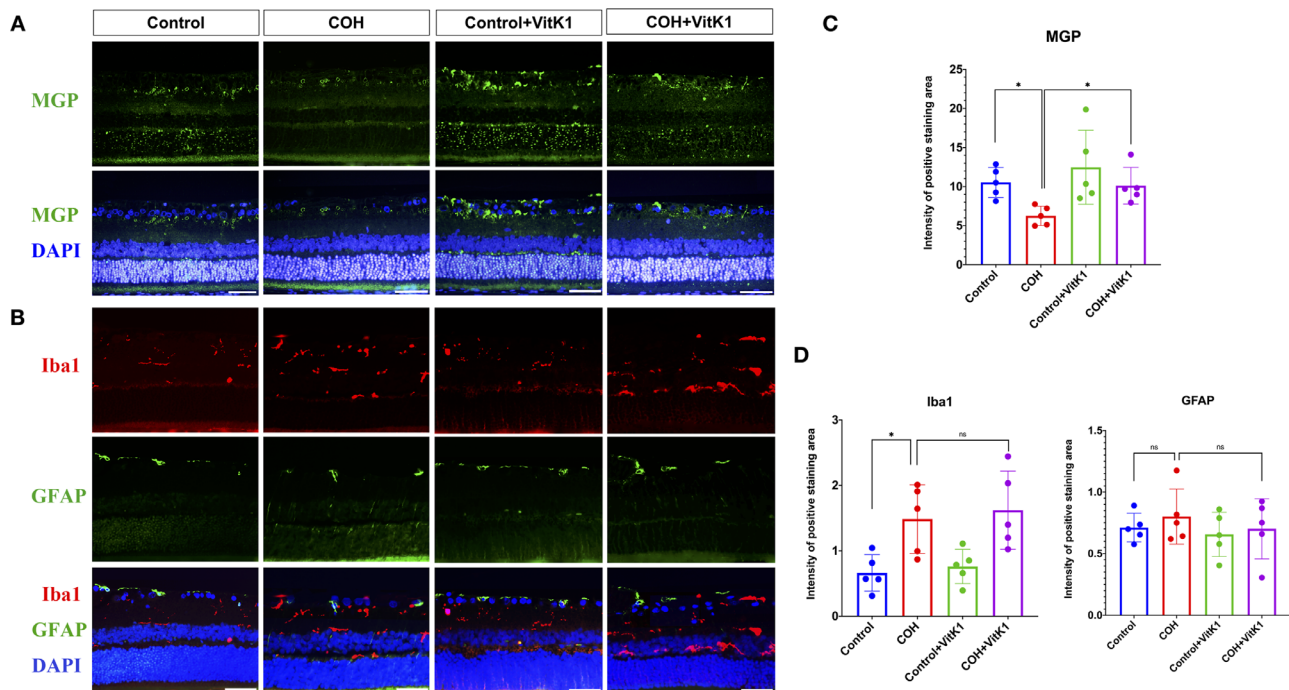 A
Control
COH
Control+VitK1
COH+VitK1
MGP
MGP
DAPI
B
Iba1
GFAP
Iba1
GFAP
DAPI
C
MGP
Intensity of positive staining area
25
20
15
10
5
0
*
*
Control
COH
Control+VitK1
COH+VitK1
D
Iba1
Intensity of positive staining area
3
2
1
0
*
ns
Control
COH
Control+VitK1
COH+VitK1
GFAP
Intensity of positive staining area
1.5
1.0
0.5
0.0
ns
ns
Control
COH
Control+VitK1
COH+VitK1